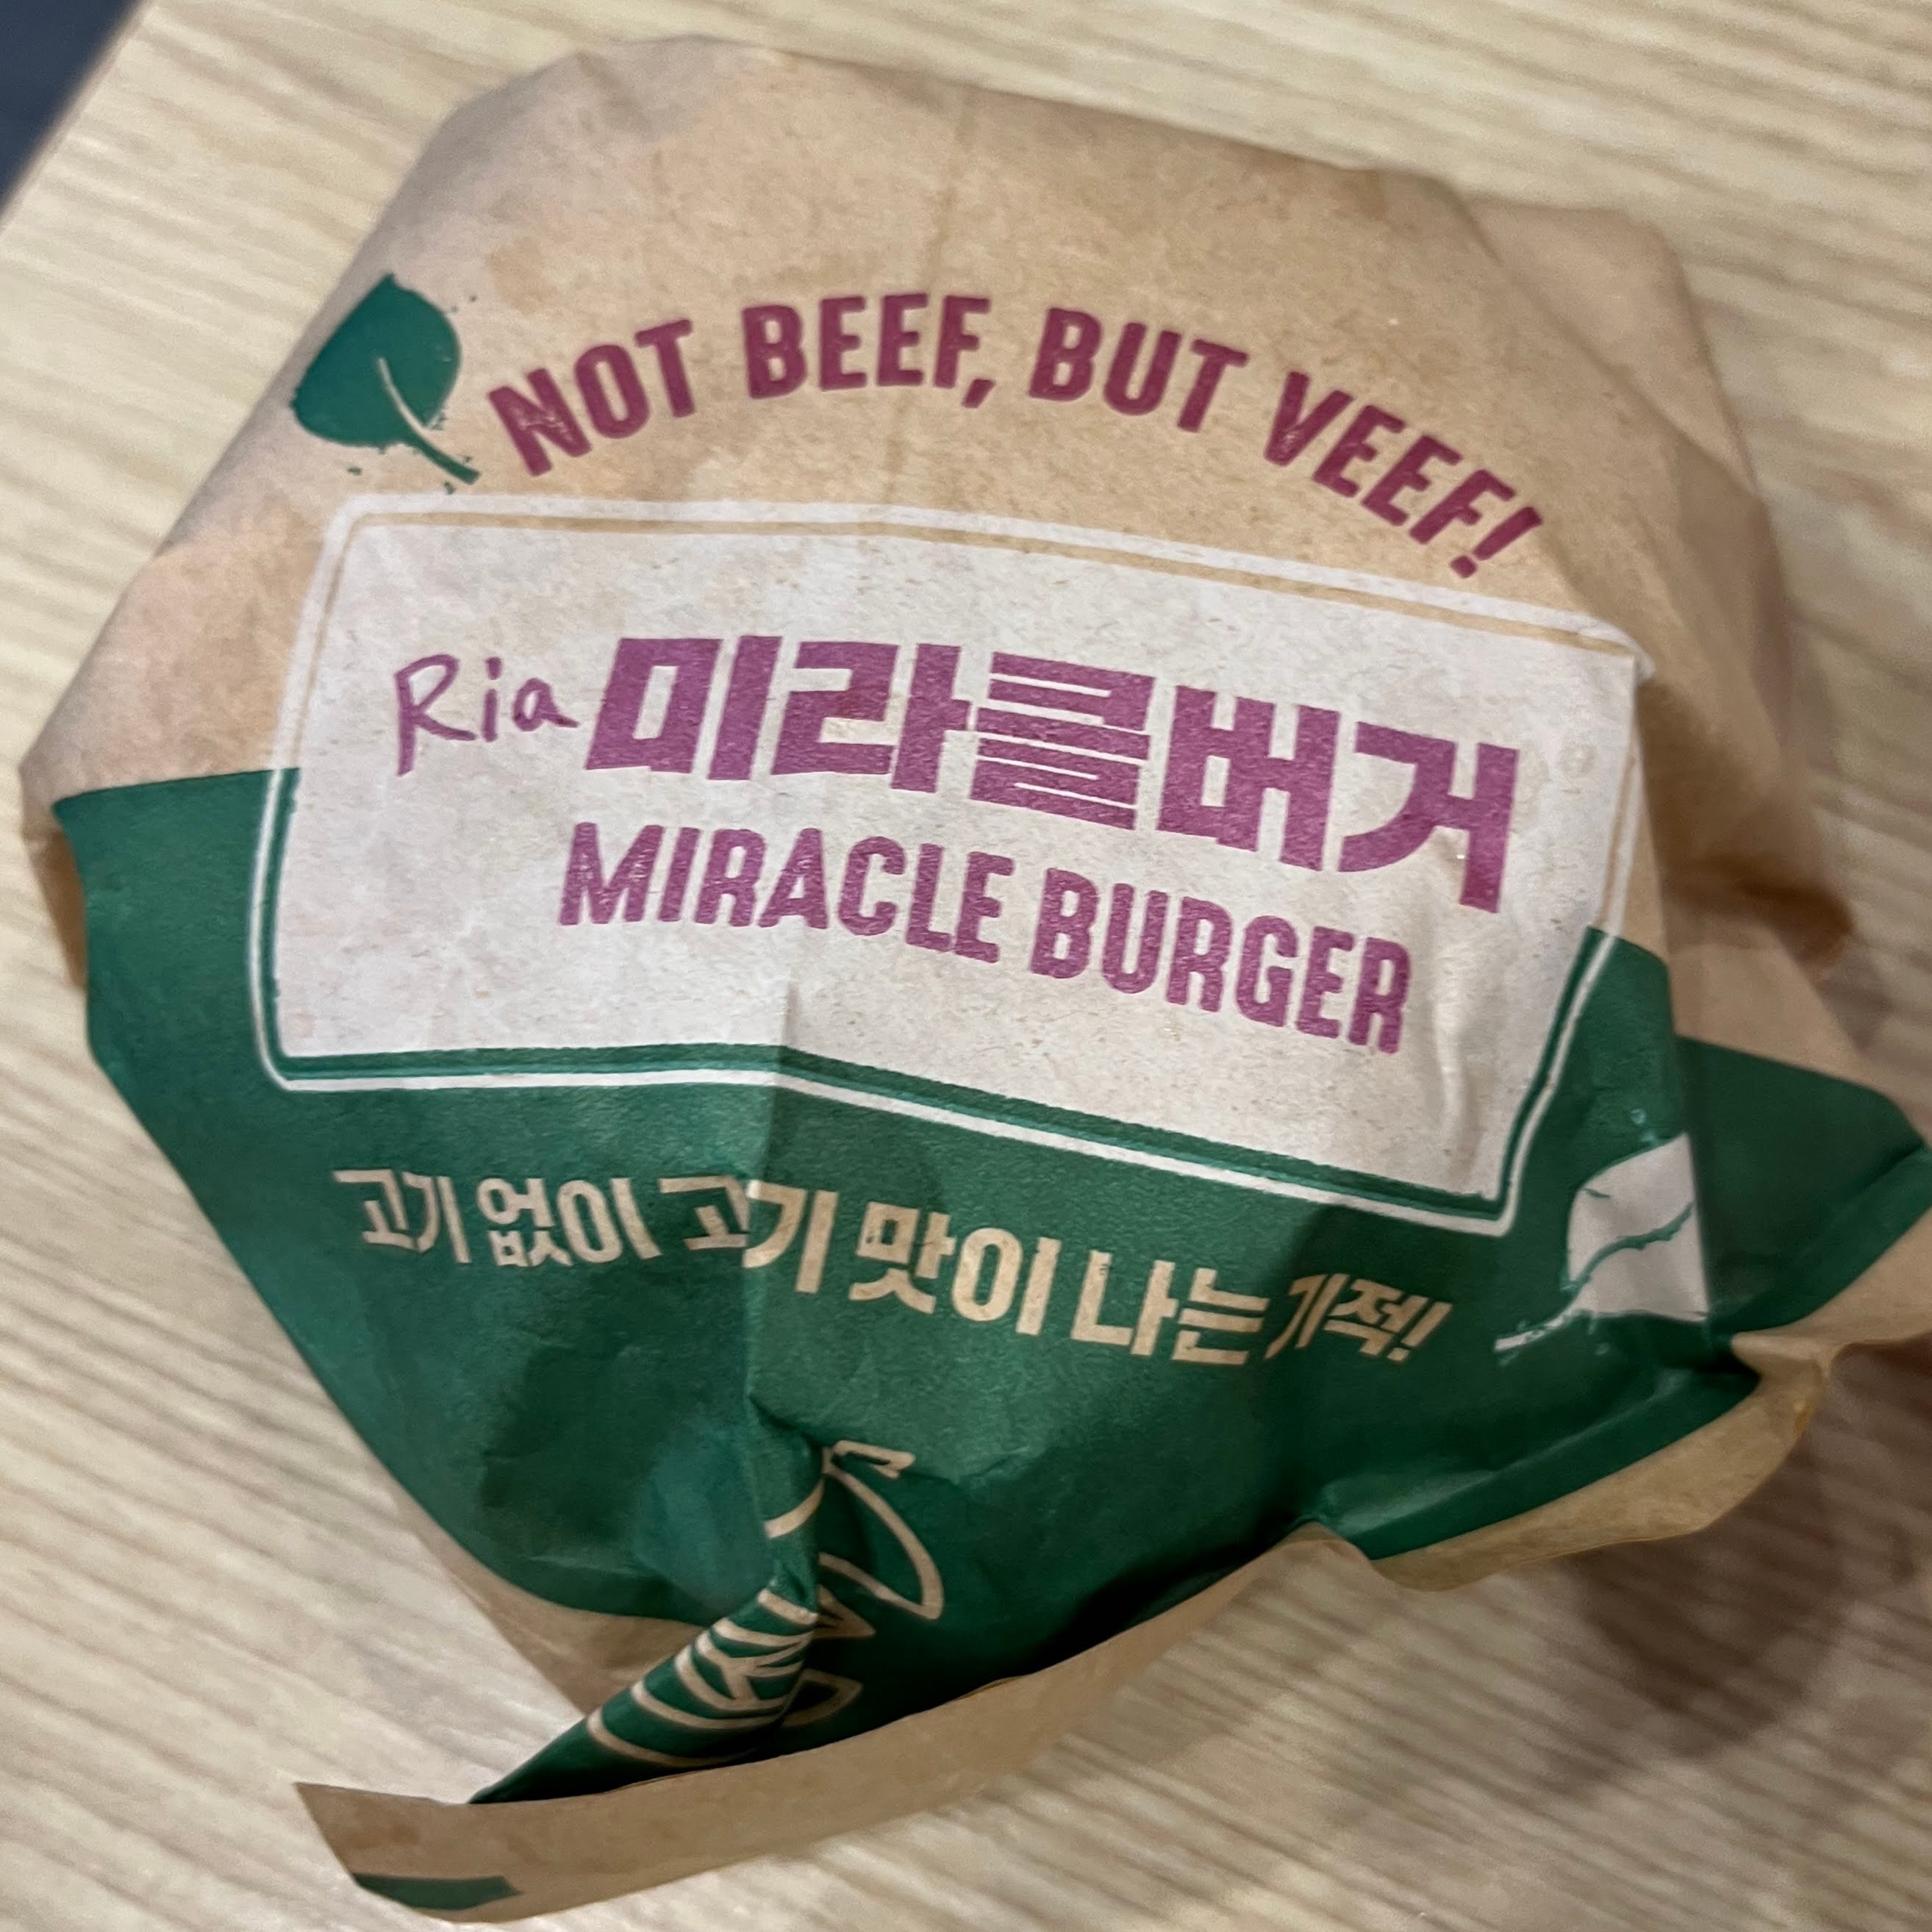 NOT BEEF, BUT VEEF!
Ria 미라클버거
MIRACLE BURGER
고기 없이 고기 맛이 나는 기적!